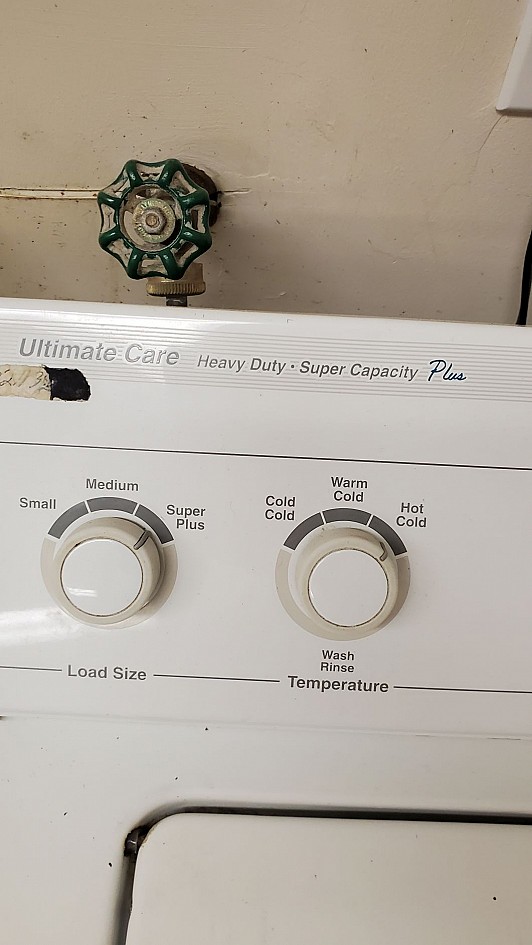 Ultimate Care Heavy Duty · Super Capacity Plus
Small
Medium
Super
Plus
Cold
Cold
Warm
Cold
Hot
Cold
Wash
Rinse
Load Size
Temperature